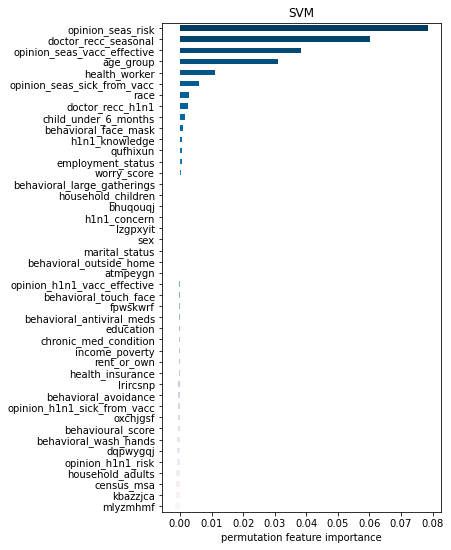 SVM
opinion_seas_risk
doctor_recc_seasonal
opinion_seas_vacc_effective
age_group
health_worker
opinion_seas_sick_from_vacc
race
doctor_recc_h1n1
child_under_6_months
behavioral_face_mask
h1n1_knowledge
qufhixun
employment_status
worry_score
behavioral_large_gatherings
household_children
bhuqouqj
h1n1_concern
lzgpxyit
sex
marital_status
behavioral_outside_home
atmpeygn
opinion_h1n1_vacc_effective
behavioral_touch_face
fpwskwrf
behavioral_antiviral_meds
education
chronic_med_condition
income_poverty
rent_or_own
health_insurance
lrircsnp
behavioral_avoidance
opinion_h1n1_sick_from_vacc
oxchjgsf
behavioural_score
behavioral_wash_hands
dqpwygqj
opinion_h1n1_risk
household_adults
census_msa
kbazzjca
mlyzmhmf
0.00 0.01 0.02 0.03 0.04 0.05 0.06 0.07 0.08
permutation feature importance